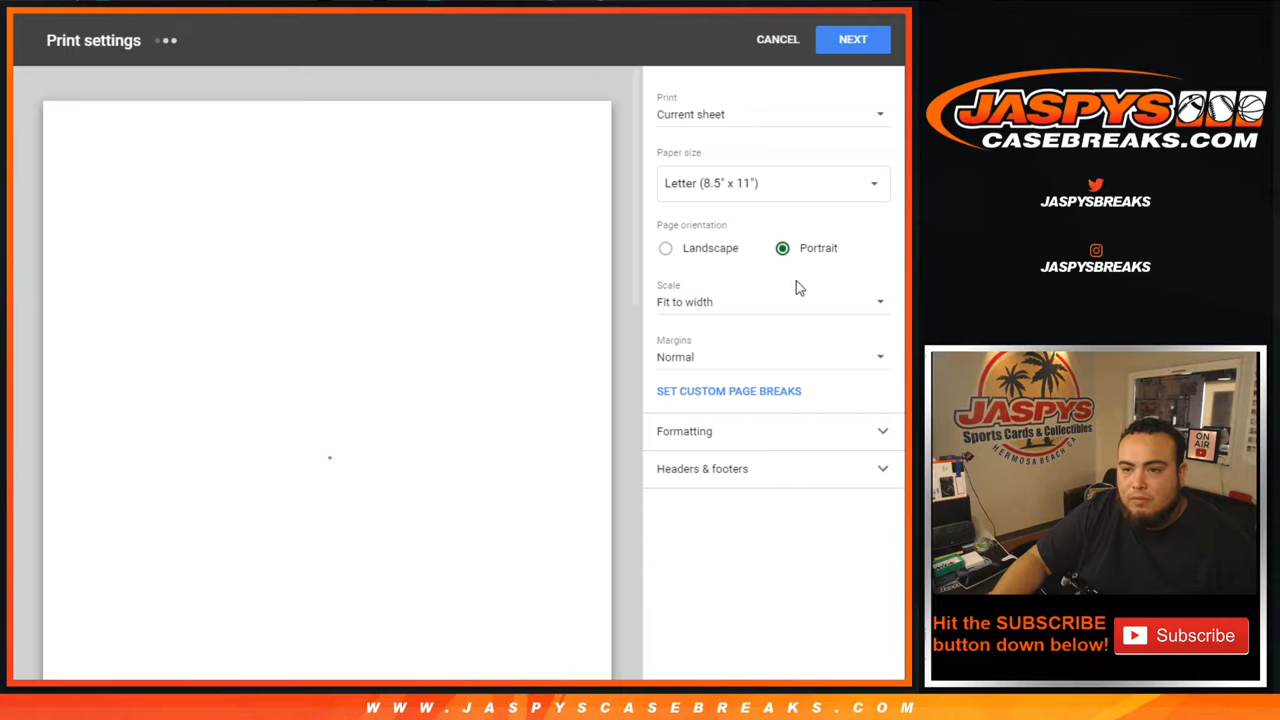 Print settings
CANCEL
NEXT
Print
Current sheet
Paper size
Letter (8.5" x 11")
Page orientation
Landscape
Portrait
Scale
Fit to width
Margins
Normal
SET CUSTOM PAGE BREAKS
Formatting
Headers & footers
JASPYS
CASEBREAKS.COM
JASPYSBREAKS
JASPYSBREAKS
JASPYS
Sports Cards & Collectibles
HERMOSA BEACH CA
ON
AIR
Hit the SUBSCRIBE
button down below!
Subscribe
WWW.JASPYSCASEBREAKS.COM